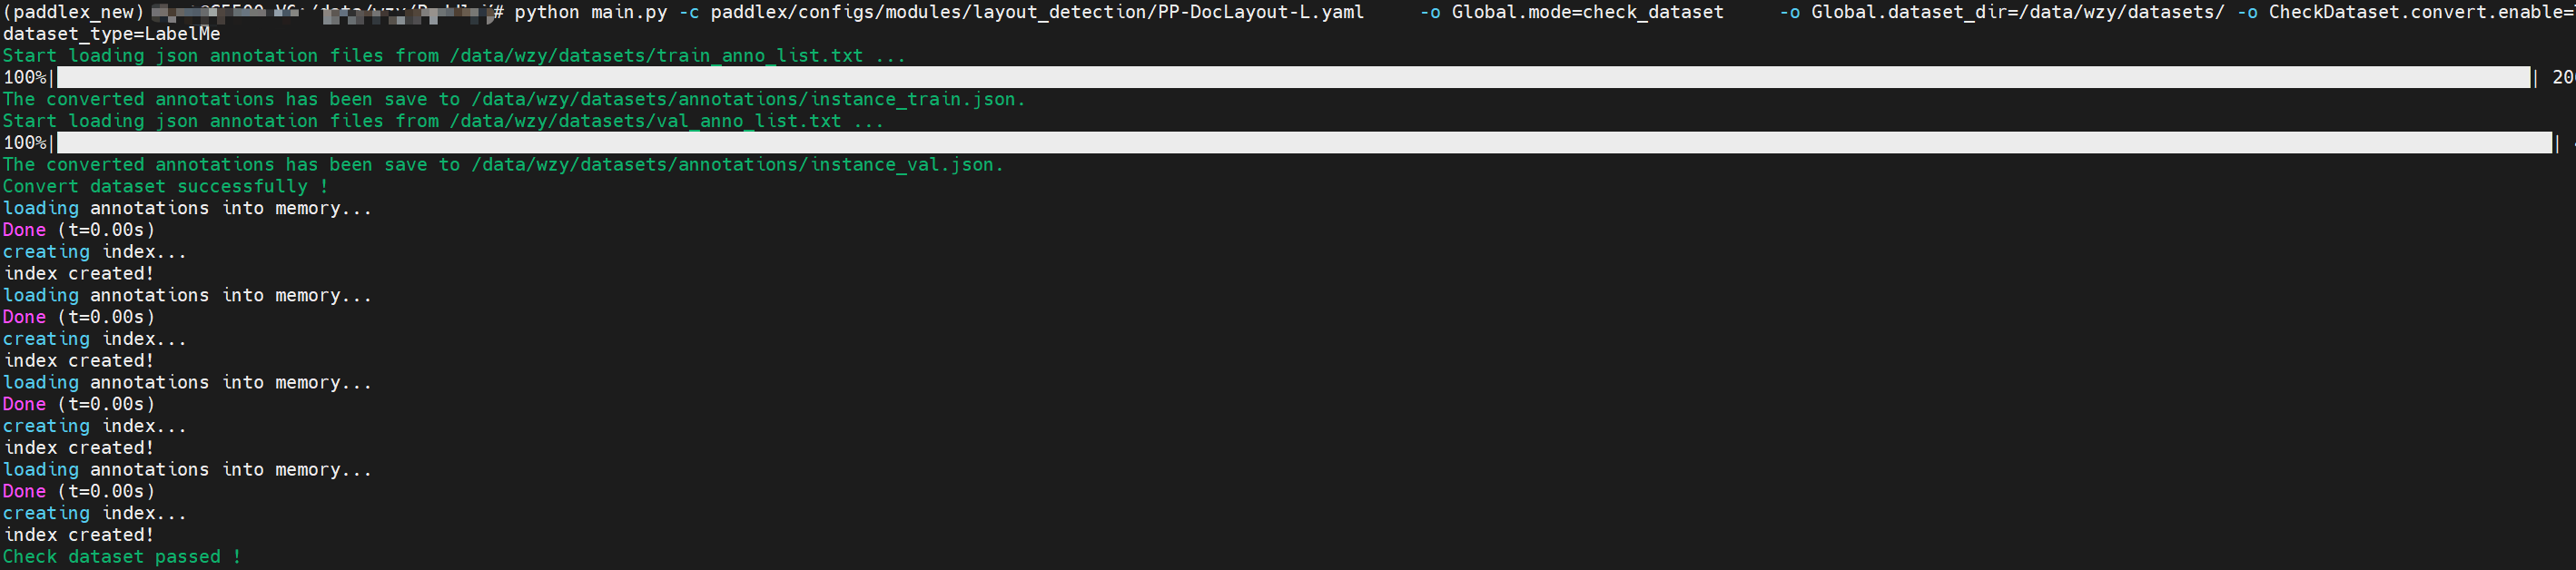 (paddlex_new) # python main.py -c paddlex/configs/modules/layout_detection/PP-DocLayout-L.yaml     -o Global.mode=check_dataset     -o Global.dataset_dir=/data/wzy/datasets/ -o CheckDataset.convert.enable=
dataset_type=LabelMe
Start loading json annotation files from /data/wzy/datasets/train_anno_list.txt ...
100%| | 20
The converted annotations has been save to /data/wzy/datasets/annotations/instance_train.json.
Start loading json annotation files from /data/wzy/datasets/val_anno_list.txt ...
100%| |
The converted annotations has been save to /data/wzy/datasets/annotations/instance_val.json.
Convert dataset successfully !
loading annotations into memory...
Done (t=0.00s)
creating index...
index created!
loading annotations into memory...
Done (t=0.00s)
creating index...
index created!
loading annotations into memory...
Done (t=0.00s)
creating index...
index created!
loading annotations into memory...
Done (t=0.00s)
creating index...
index created!
Check dataset passed !